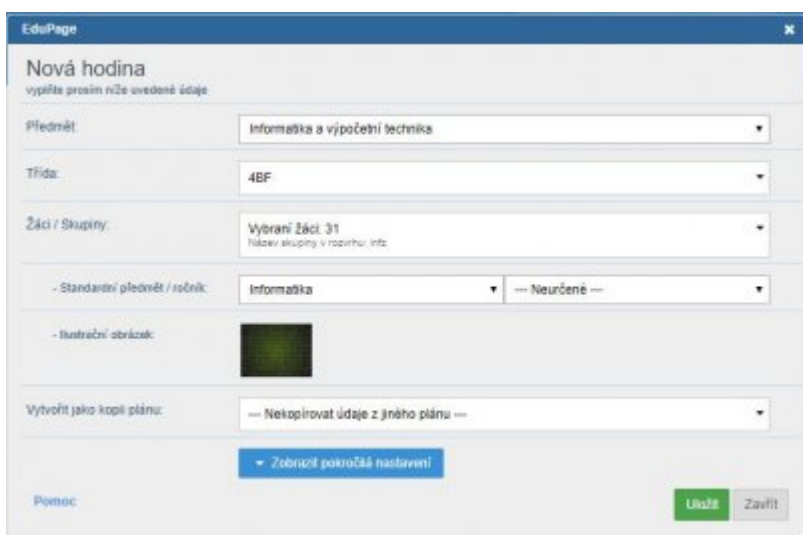 EduPage
Nová hodina
vyplňte prosím níže uvedené údaje
Předmět: Informatika a výpočetní technika
Třída: 4BF
Žáci / Skupiny: Vybraní žáci: 31
Název skupiny v rozvrhu: Info
- Standardní předmět / ročník: Informatika --- Neurčené ---
- Ilustrační obrázek:
Vytvořit jako kopii plánu: --- Nekopírovat údaje z jiného plánu ---
Zobrazit pokročilá nastavení
Pomoc Uložit Zavřít